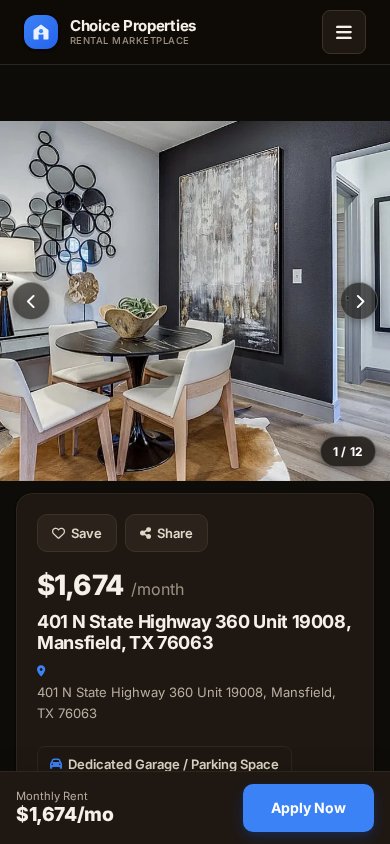 Choice Properties
RENTAL MARKETPLACE
1 / 12
Save
Share
$1,674 /month
401 N State Highway 360 Unit 19008,
Mansfield, TX 76063
401 N State Highway 360 Unit 19008, Mansfield,
TX 76063
Dedicated Garage / Parking Space
Monthly Rent
$1,674/mo
Apply Now